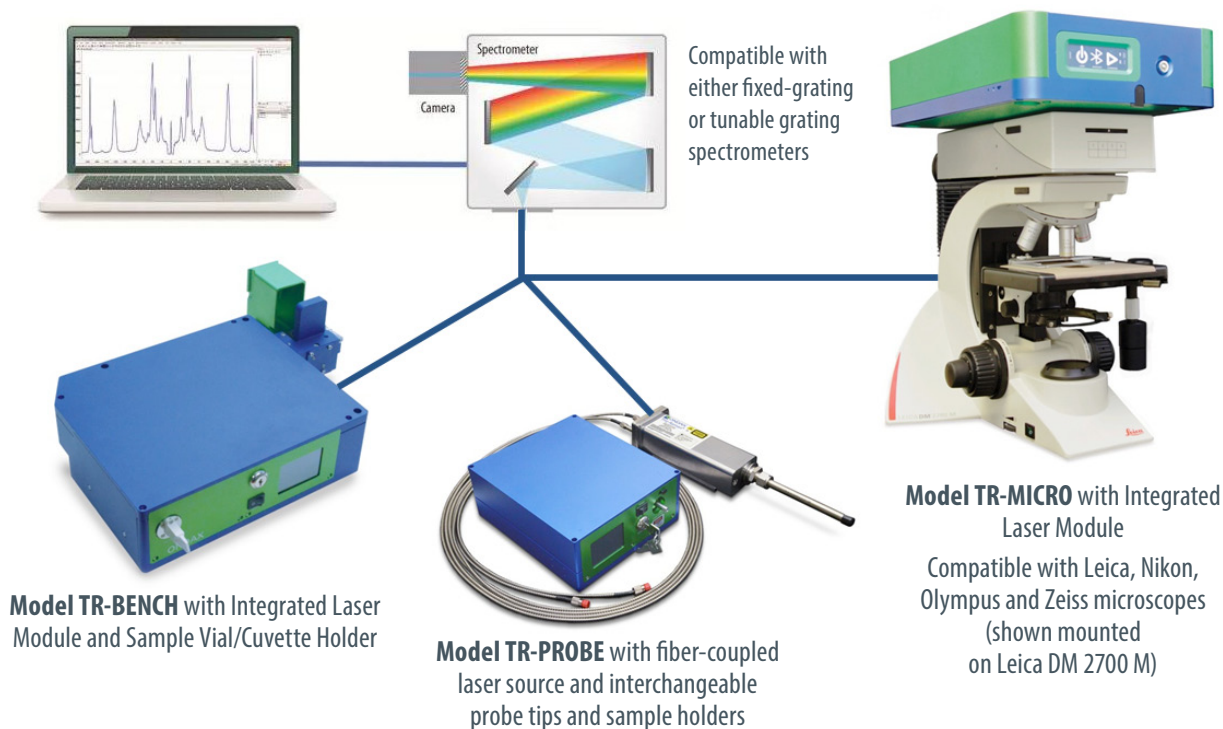 Spectrometer
Camera
Compatible with
either fixed-grating
or tunable grating
spectrometers
Model TR-BENCH with Integrated Laser
Module and Sample Vial/Cuvette Holder
Model TR-PROBE with fiber-coupled
laser source and interchangeable
probe tips and sample holders
Leica
Model TR-MICRO with Integrated
Laser Module
Compatible with Leica, Nikon,
Olympus and Zeiss microscopes
(shown mounted
on Leica DM 2700 M)